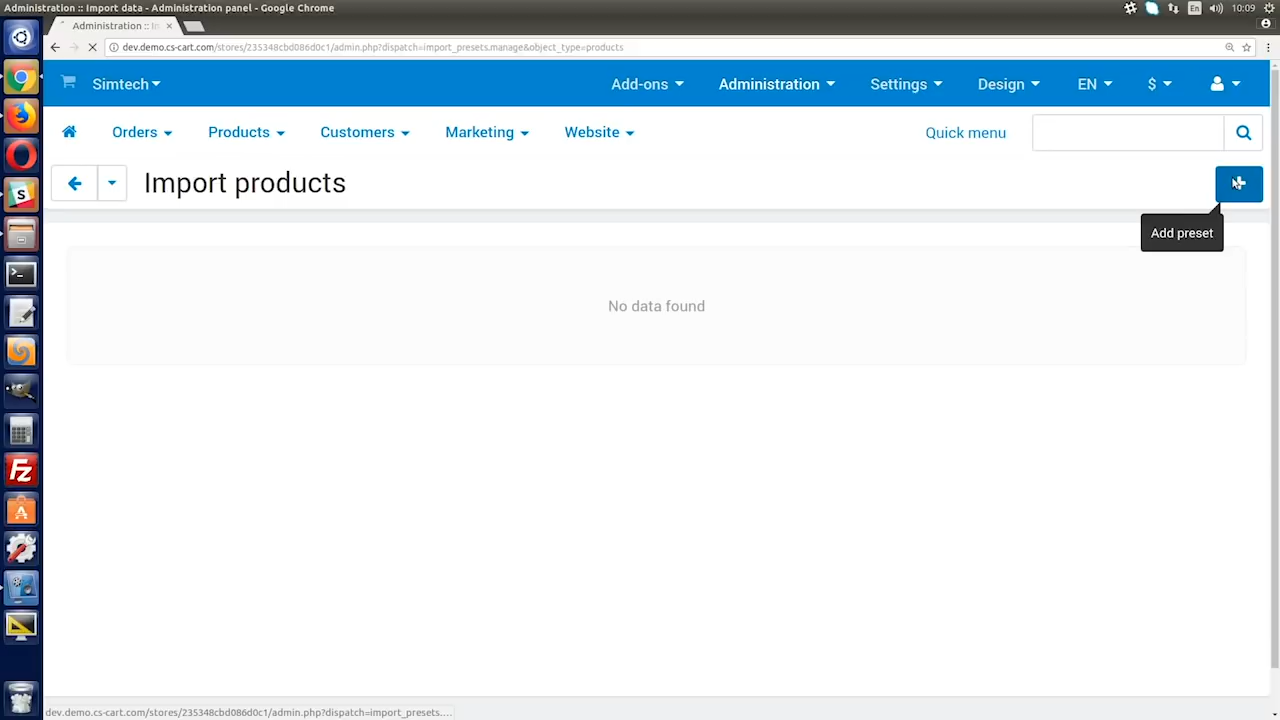 Administration :: Import data - Administration panel - Google Chrome
En
10:09
Administration :: In
dev.demo.cs-cart.com/stores/235348cbd086d0c1/admin.php?dispatch=import_presets.manage&object_type=products
Simtech
Add-ons
Administration
Settings
Design
EN
$
Orders
Products
Customers
Marketing
Website
Quick menu
Import products
Add preset
No data found
dev.demo.cs-cart.com/stores/235348cbd086d0c1/admin.php?dispatch=import_presets....